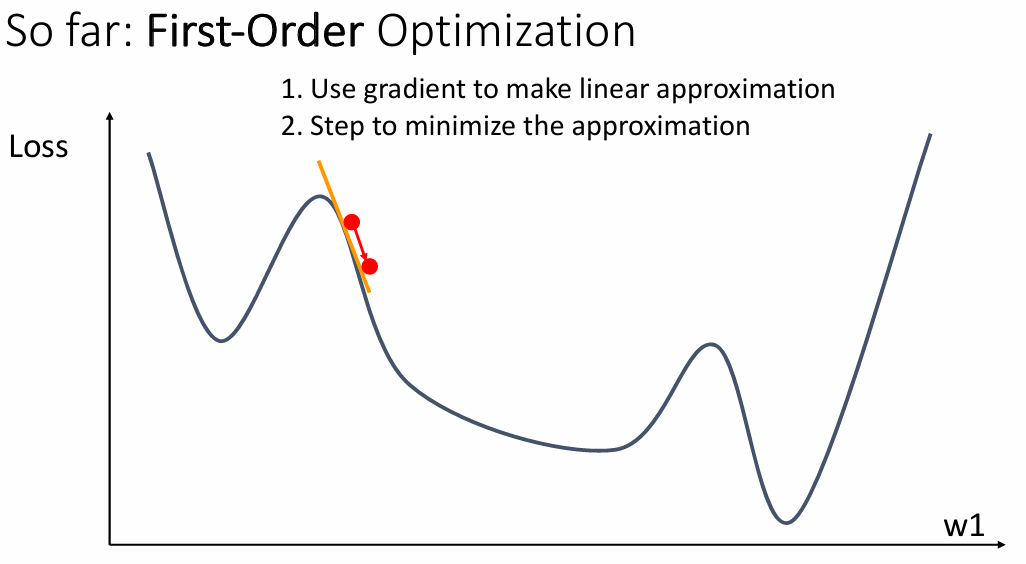 So far: First-Order Optimization
1. Use gradient to make linear approximation
2. Step to minimize the approximation
Loss
w1